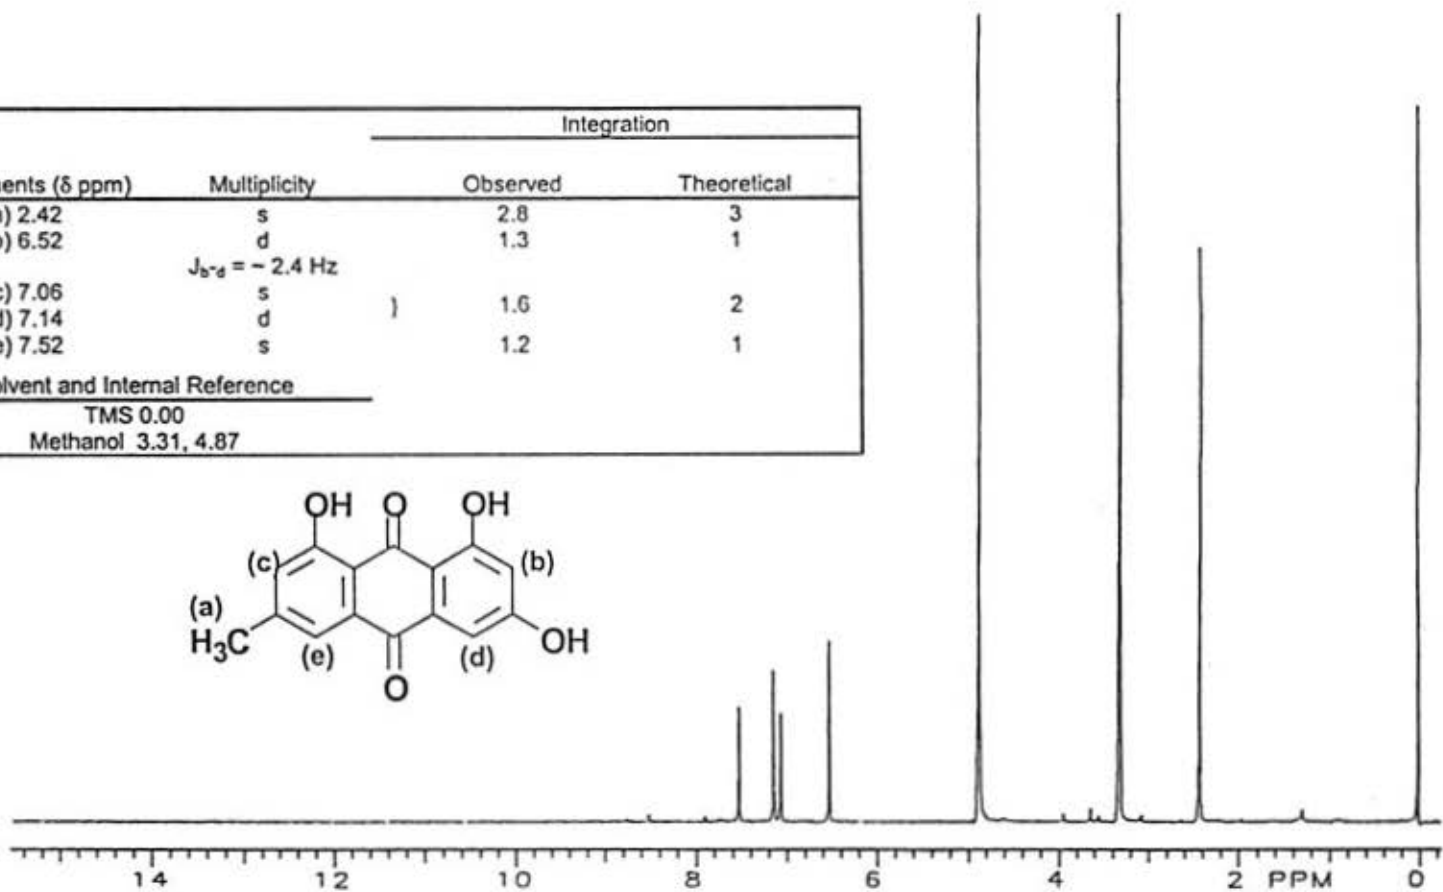 Integration
ents (δ ppm) Multiplicity Observed Theoretical
) 2.42 s 2.8 3
) 6.52 d 1.3 1
J_b-d = ~ 2.4 Hz
) 7.06 s
} 1.6 2
) 7.14 d
) 7.52 s 1.2 1
lvent and Internal Reference
TMS 0.00
Methanol 3.31, 4.87
OH O OH
(c) (b)
(a)
H₃C (e) (d) OH
O
14 12 10 8 6 4 2 PPM 0